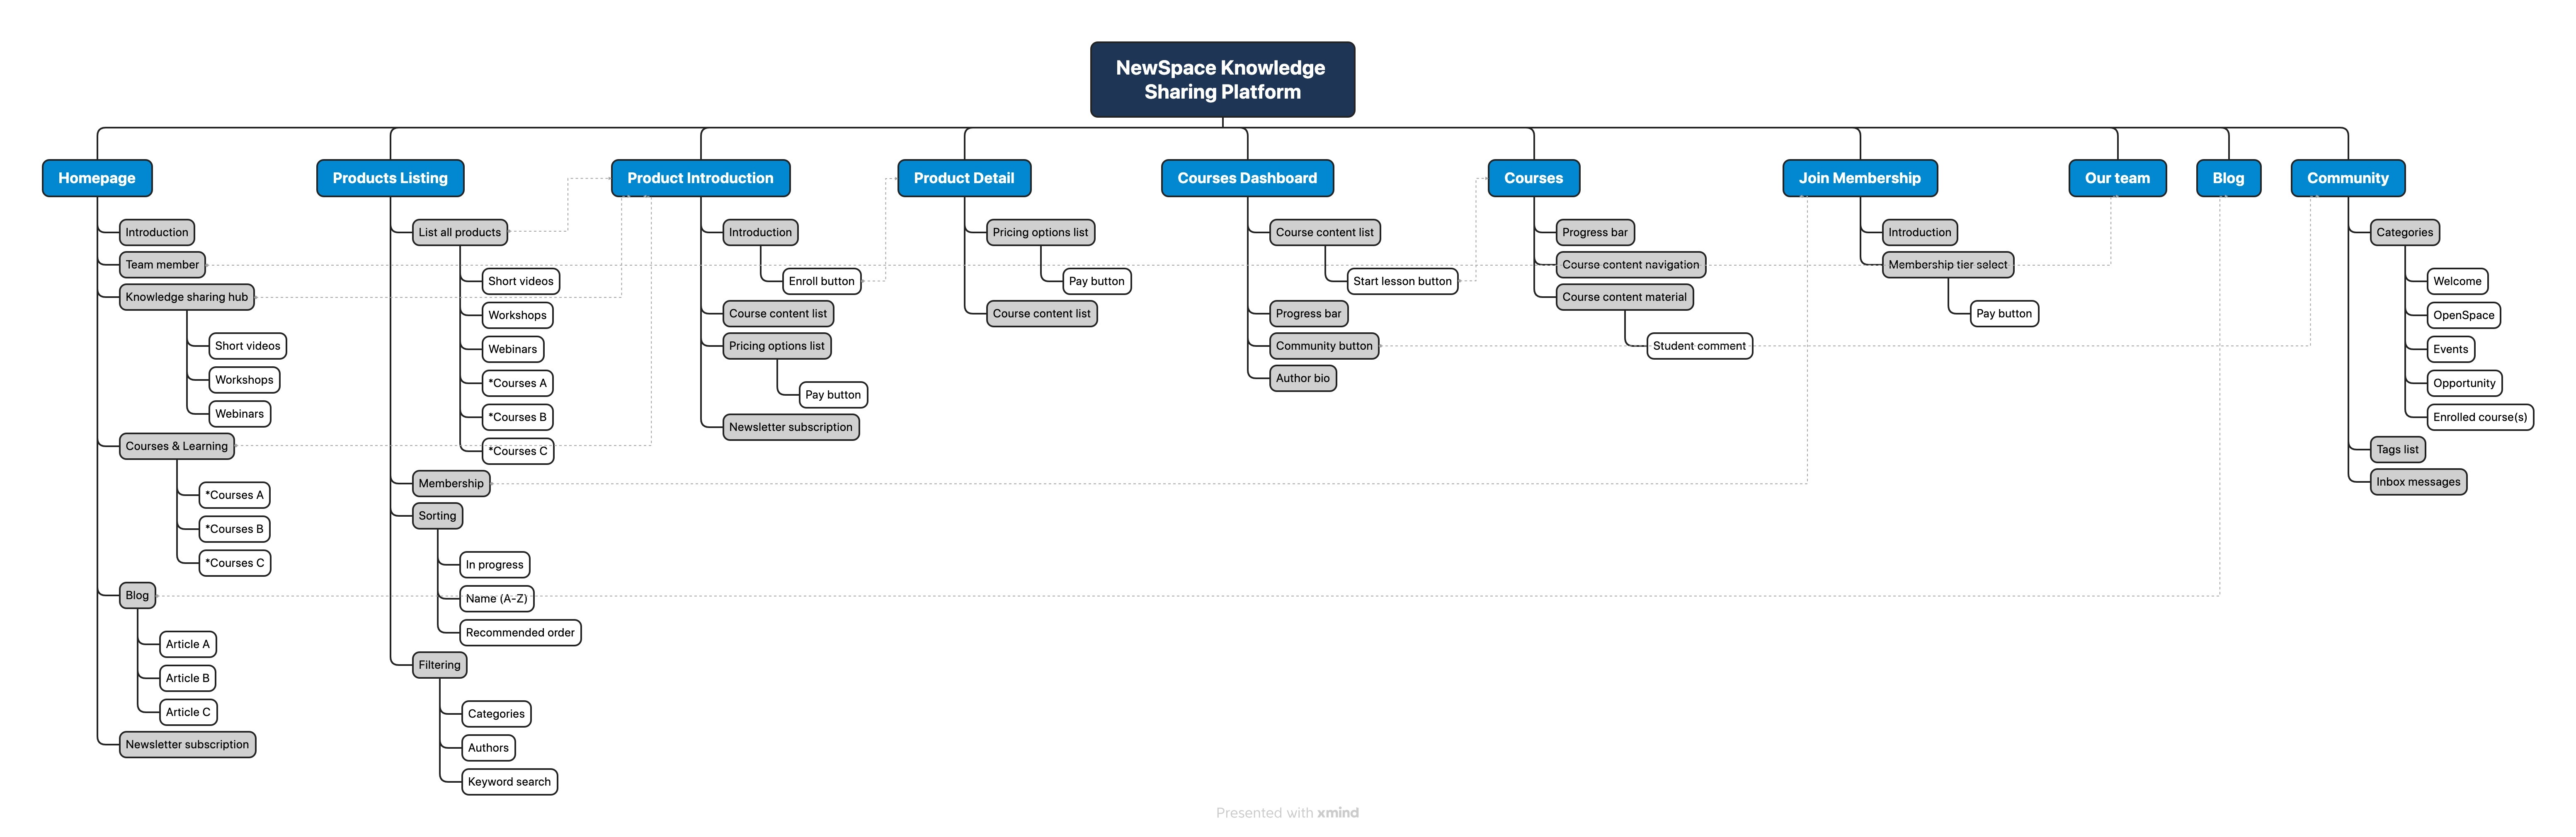 NewSpace Knowledge
Sharing Platform
Homepage
Introduction
Team member
Knowledge sharing hub
Short videos
Workshops
Webinars
Courses & Learning
*Courses A
*Courses B
*Courses C
Blog
Article A
Article B
Article C
Newsletter subscription
Products Listing
List all products
Short videos
Workshops
Webinars
*Courses A
*Courses B
*Courses C
Membership
Sorting
In progress
Name (A-Z)
Recommended order
Filtering
Categories
Authors
Keyword search
Product Introduction
Introduction
Enroll button
Course content list
Pricing options list
Pay button
Newsletter subscription
Product Detail
Pricing options list
Pay button
Course content list
Courses Dashboard
Course content list
Start lesson button
Progress bar
Community button
Author bio
Courses
Progress bar
Course content navigation
Course content material
Student comment
Join Membership
Introduction
Membership tier select
Pay button
Our team
Blog
Community
Categories
Welcome
OpenSpace
Events
Opportunity
Enrolled course(s)
Tags list
Inbox messages
Presented with xmind